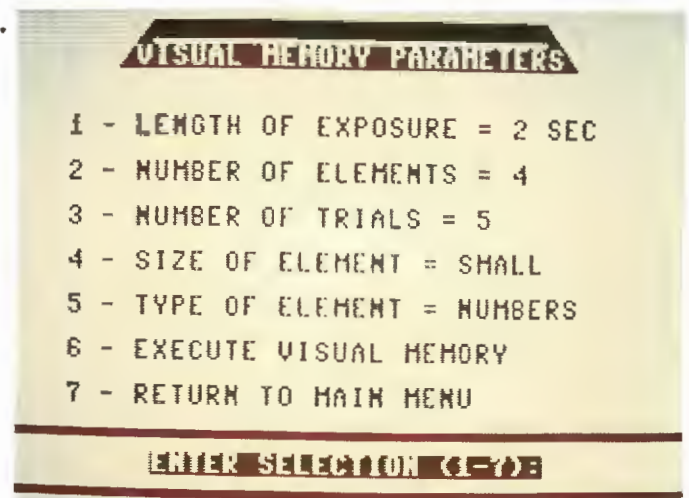 VISUAL MEMORY PARAMETERS
1 - LENGTH OF EXPOSURE = 2 SEC
2 - NUMBER OF ELEMENTS = 4
3 - NUMBER OF TRIALS = 5
4 - SIZE OF ELEMENT = SMALL
5 - TYPE OF ELEMENT = NUMBERS
6 - EXECUTE VISUAL MEMORY
7 - RETURN TO MAIN MENU
ENTER SELECTION (1-7):